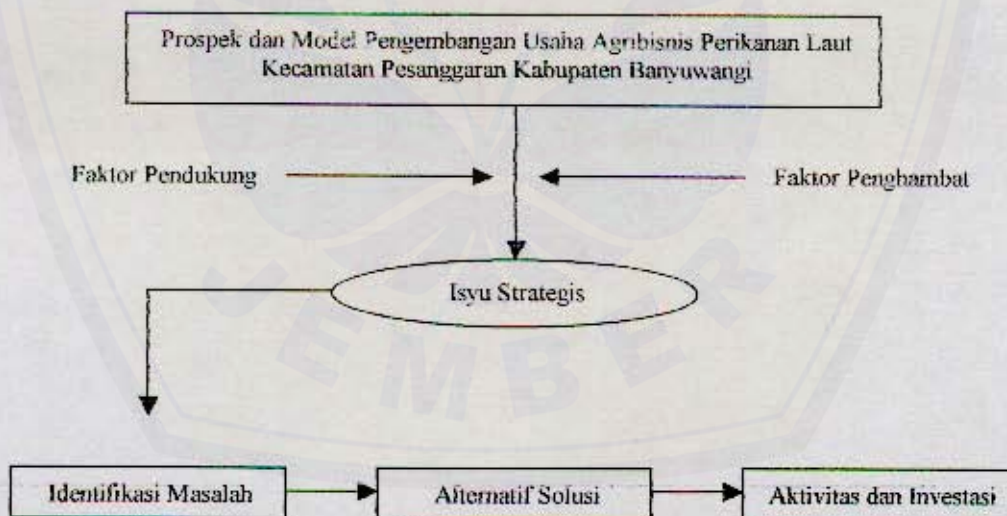 Prospek dan Model Pengembangan Usaha Agribisnis Perikanan Laut
Kecamatan Pesanggaran Kabupaten Banyuwangi
Faktor Pendukung
Faktor Penghambat
Isyu Strategis
JEMBER
Identifikasi Masalah
Alternatif Solusi
Aktivitas dan Investasi